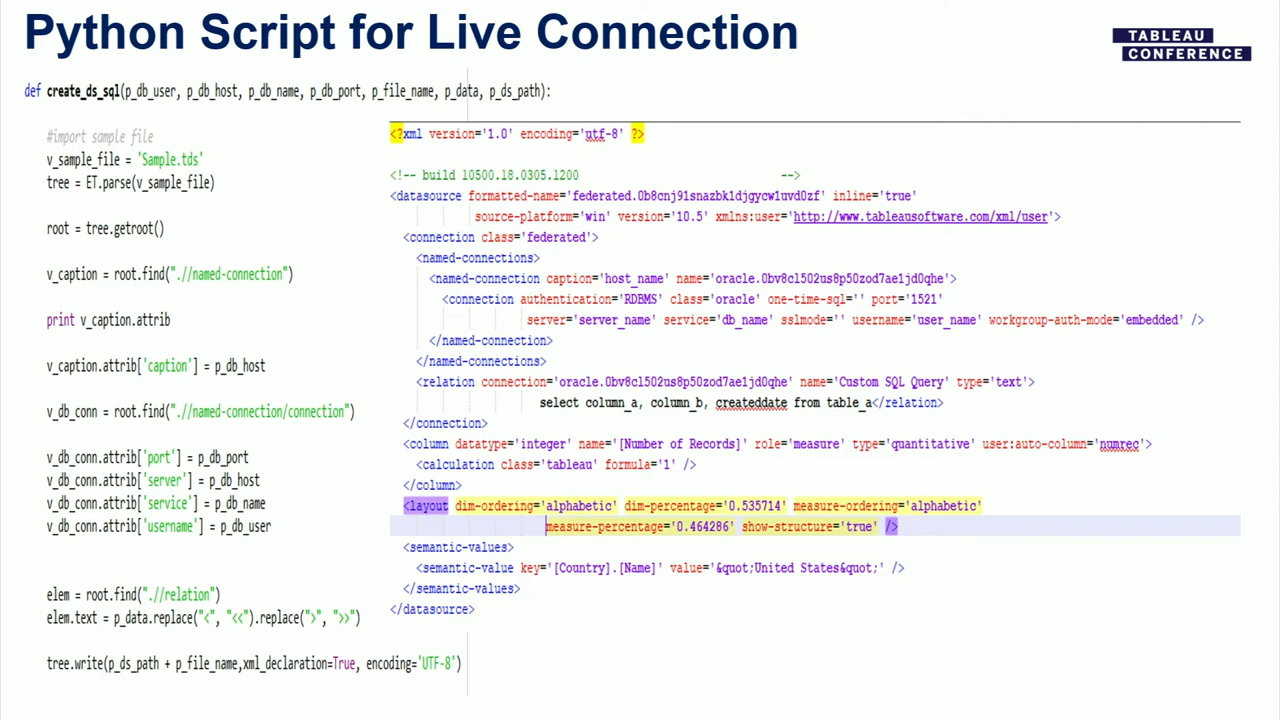 Python Script for Live Connection
TABLEAU
CONFERENCE
def create_ds_sql(p_db_user, p_db_host, p_db_name, p_db_port, p_file_name, p_data, p_ds_path):
#import sample file
v_sample_file = 'Sample.tds'
tree = ET.parse(v_sample_file)
root = tree.getroot()
v_caption = root.find(".//named-connection")
print v_caption.attrib
v_caption.attrib['caption'] = p_db_host
v_db_conn = root.find(".//named-connection/connection")
v_db_conn.attrib['port'] = p_db_port
v_db_conn.attrib['server'] = p_db_host
v_db_conn.attrib['service'] = p_db_name
v_db_conn.attrib['username'] = p_db_user
elem = root.find(".//relation")
elem.text = p_data.replace("<", "<<").replace(">", ">>")
tree.write(p_ds_path + p_file_name,xml_declaration=True, encoding='UTF-8')
<?xml version='1.0' encoding='utf-8' ?>
<!-- build 10500.18.0305.1200 -->
<datasource formatted-name='federated.0b8cnj91snazbk1djgycw1uvd0zf' inline='true'
source-platform='win' version='10.5' xmlns:user='http://www.tableausoftware.com/xml/user'>
<connection class='federated'>
<named-connections>
<named-connection caption='host_name' name='oracle.0bv8cl502us8p50zod7ae1jd0qhe'>
<connection authentication='RDBMS' class='oracle' one-time-sql='' port='1521'
server='server_name' service='db_name' sslmode='' username='user_name' workgroup-auth-mode='embedded' />
</named-connection>
</named-connections>
<relation connection='oracle.0bv8cl502us8p50zod7ae1jd0qhe' name='Custom SQL Query' type='text'>
select column_a, column_b, createddate from table_a</relation>
</connection>
<column datatype='integer' name='[Number of Records]' role='measure' type='quantitative' user:auto-column='numrec'>
<calculation class='tableau' formula='1' />
</column>
<layout dim-ordering='alphabetic' dim-percentage='0.535714' measure-ordering='alphabetic'
measure-percentage='0.464286' show-structure='true' />
<semantic-values>
<semantic-value key='[Country].[Name]' value='&quot;United States&quot;' />
</semantic-values>
</datasource>